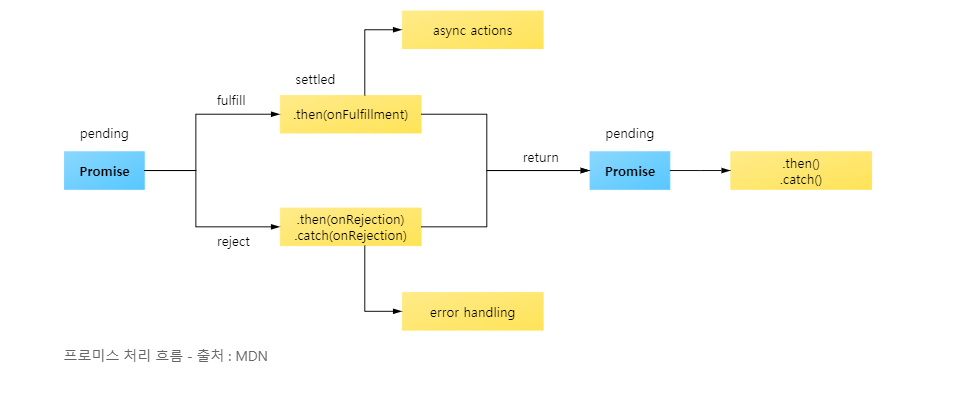 async actions
settled
fulfill
.then(onFulfillment)
pending
Promise
return
pending
Promise
.then()
.catch()
.then(onRejection)
.catch(onRejection)
reject
error handling
프로미스 처리 흐름 - 출처 : MDN